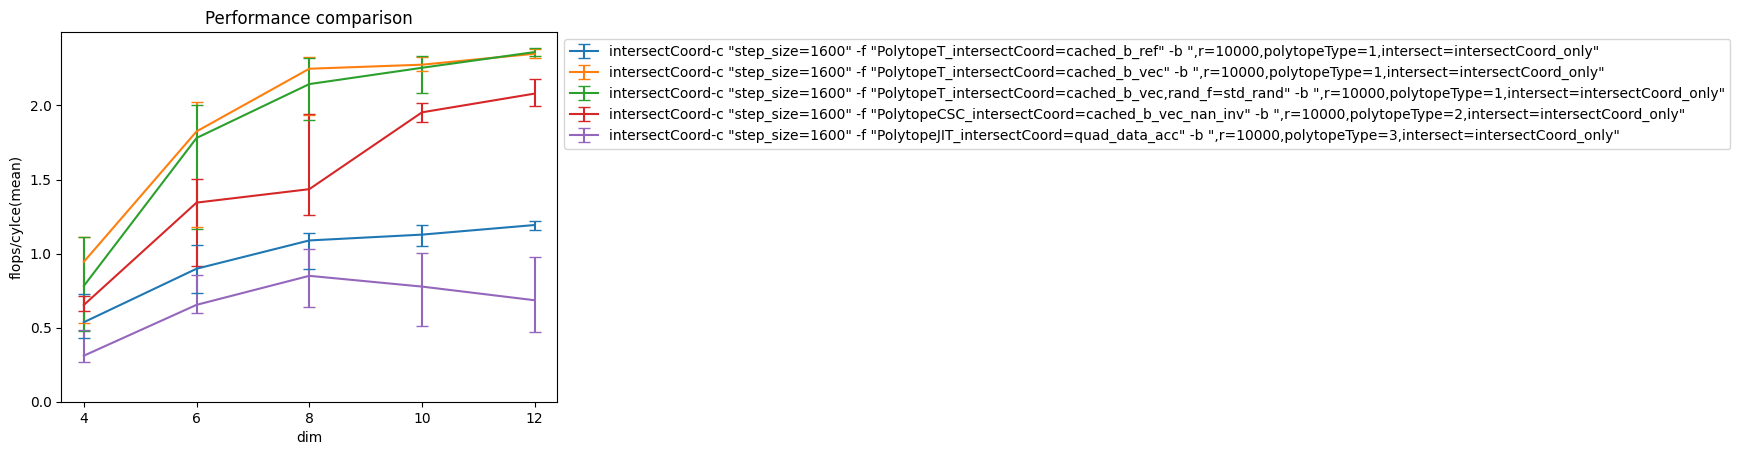 Performance comparison
flops/cylce(mean)
2.0
1.5
1.0
0.5
0.0
4 6 8 10 12
dim
intersectCoord-c "step_size=1600" -f "PolytopeT_intersectCoord=cached_b_ref" -b ",r=10000,polytopeType=1,intersect=intersectCoord_only"
intersectCoord-c "step_size=1600" -f "PolytopeT_intersectCoord=cached_b_vec" -b ",r=10000,polytopeType=1,intersect=intersectCoord_only"
intersectCoord-c "step_size=1600" -f "PolytopeT_intersectCoord=cached_b_vec,rand_f=std_rand" -b ",r=10000,polytopeType=1,intersect=intersectCoord_only"
intersectCoord-c "step_size=1600" -f "PolytopeCSC_intersectCoord=cached_b_vec_nan_inv" -b ",r=10000,polytopeType=2,intersect=intersectCoord_only"
intersectCoord-c "step_size=1600" -f "PolytopeJIT_intersectCoord=quad_data_acc" -b ",r=10000,polytopeType=3,intersect=intersectCoord_only"